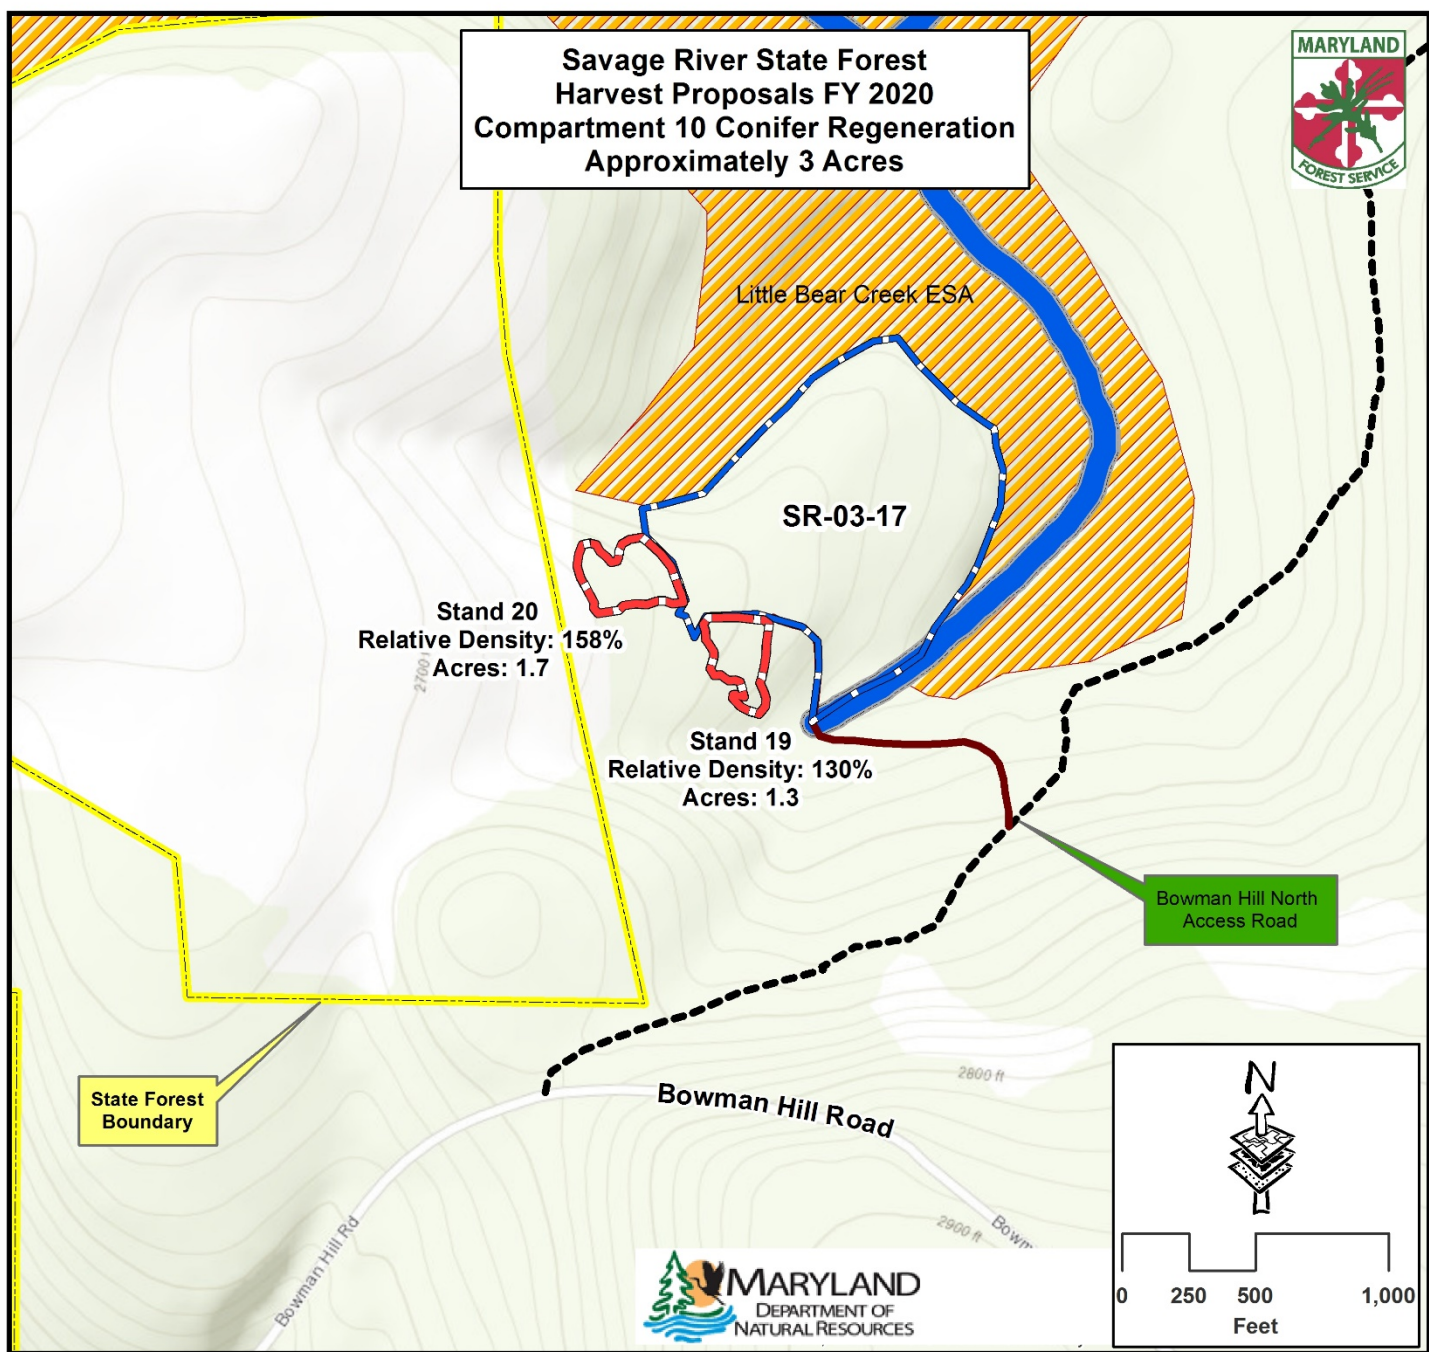 Savage River State Forest
Harvest Proposals FY 2020
Compartment 10 Conifer Regeneration
Approximately 3 Acres
MARYLAND
FOREST SERVICE
Little Bear Creek ESA
SR-03-17
Stand 20
Relative Density: 158%
Acres: 1.7
Stand 19
Relative Density: 130%
Acres: 1.3
Bowman Hill North
Access Road
State Forest
Boundary
2800 ft
Bowman Hill Road
2900 ft
Bowman Hill Rd
N
0 250 500 1,000
Feet
MARYLAND
DEPARTMENT OF
NATURAL RESOURCES